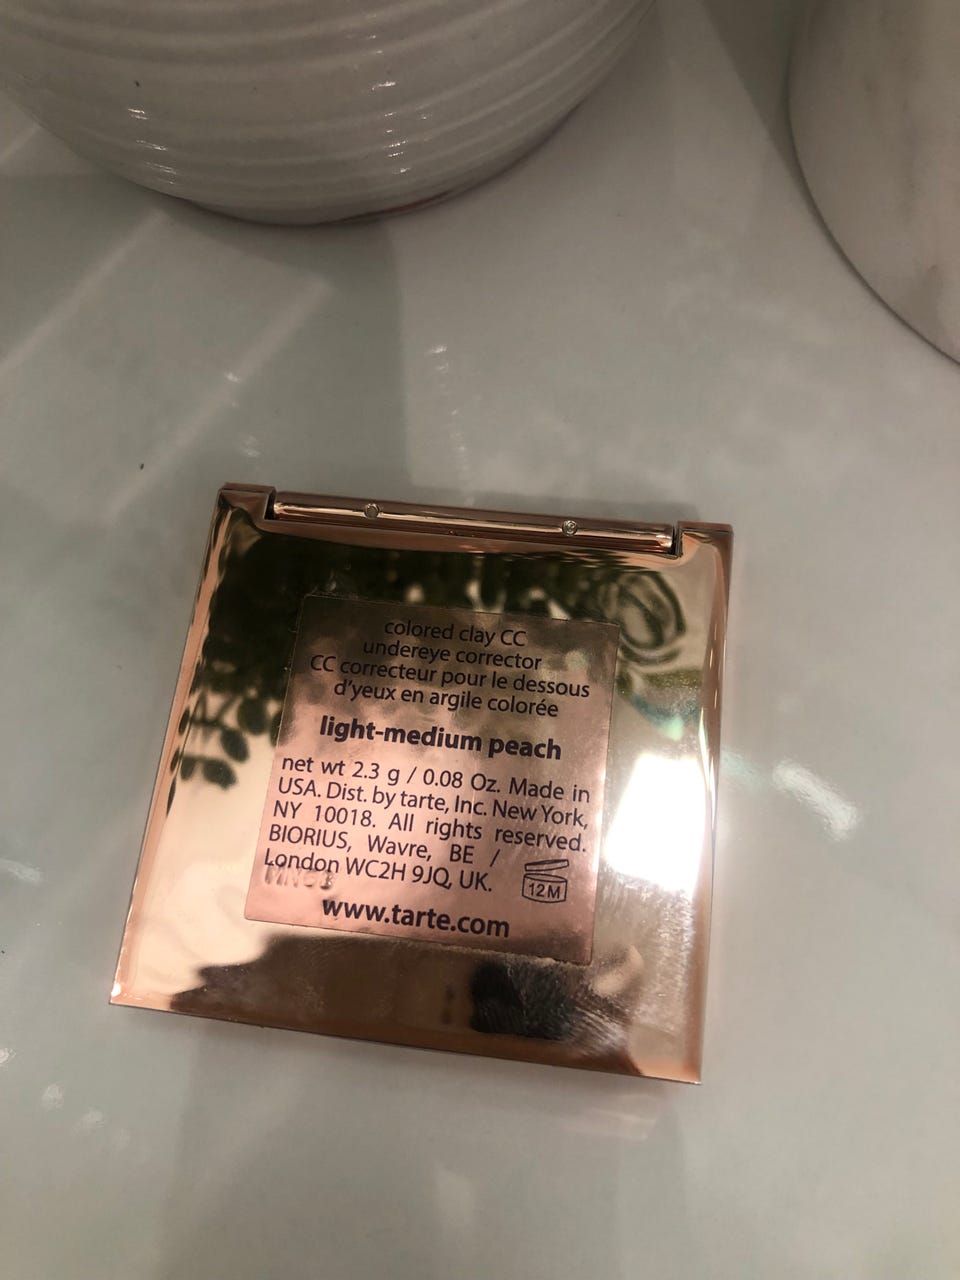 colored clay CC
undereye corrector
CC correcteur pour le dessous
d'yeux en argile colorée
light-medium peach
net wt 2.3 g / 0.08 Oz. Made in
USA. Dist. by tarte, Inc. New York,
NY 10018. All rights reserved.
BIORIUS, Wavre, BE /
London WC2H 9JQ, UK.
12M
www.tarte.com